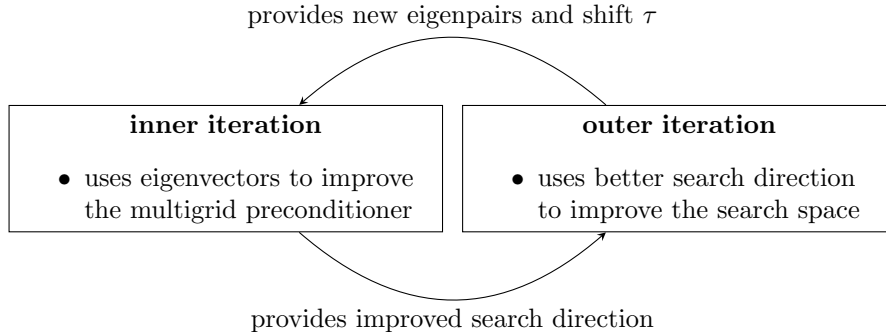 provides new eigenpairs and shift τ
inner iteration
• uses eigenvectors to improve
the multigrid preconditioner
outer iteration
• uses better search direction
to improve the search space
provides improved search direction